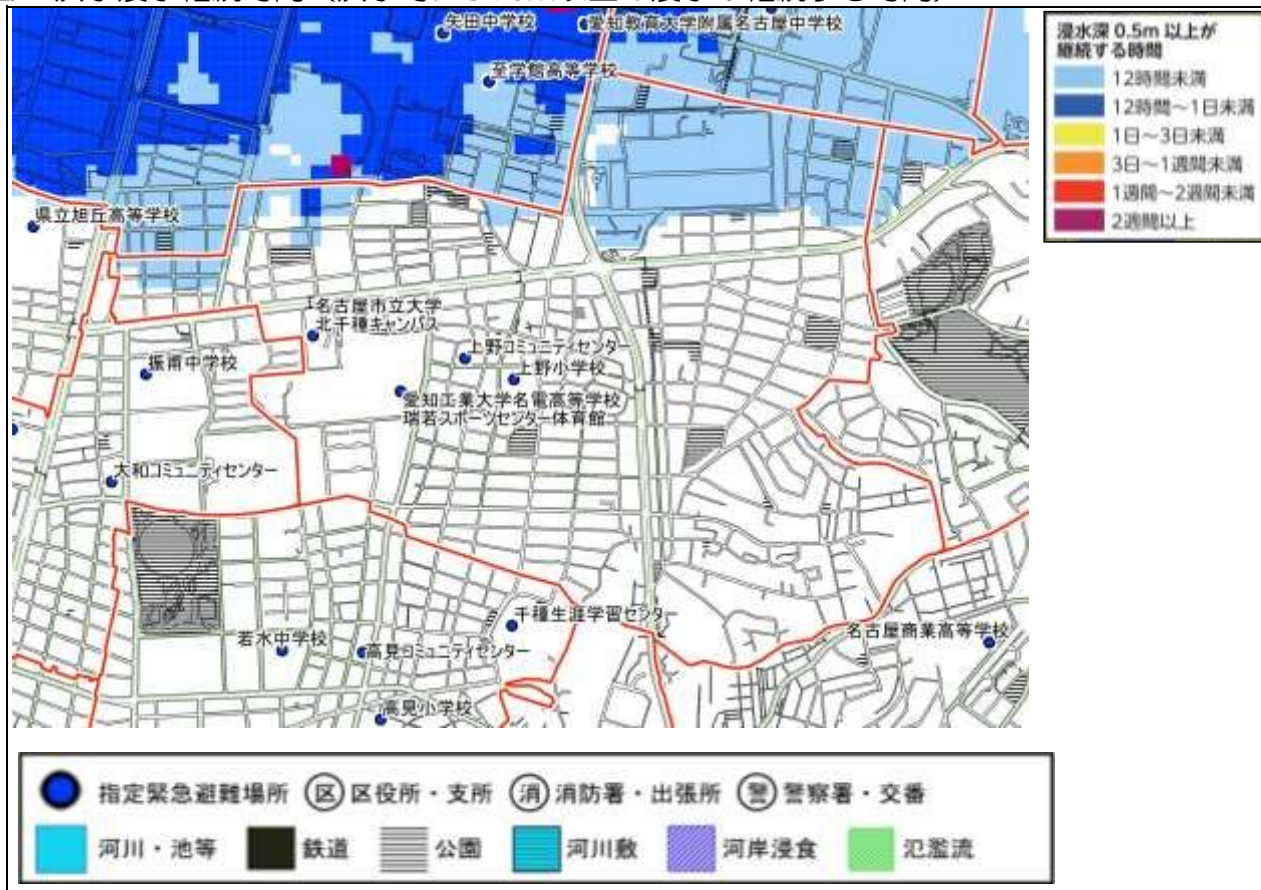 矢田中学校
愛知教育大学附属名古屋中学校
至学館高等学校
県立旭丘高等学校
名古屋市立大学
北千種キャンパス
振甫中学校
上野コミュニティセンター
上野小学校
愛知工業大学名電高等学校
瑞若スポーツセンター体育館
大和コミュニティセンター
千種生涯学習センター
若水中学校
高見コミュニティセンター
名古屋商業高等学校
高見小学校
浸水深 0.5m 以上が
継続する時間
12時間未満
12時間～1日未満
1日～3日未満
3日～1週間未満
1週間～2週間未満
2週間以上
指定緊急避難場所 区 区役所・支所 消 消防署・出張所 警 警察署・交番
河川・池等 鉄道 公園 河川敷 河岸浸食 氾濫流